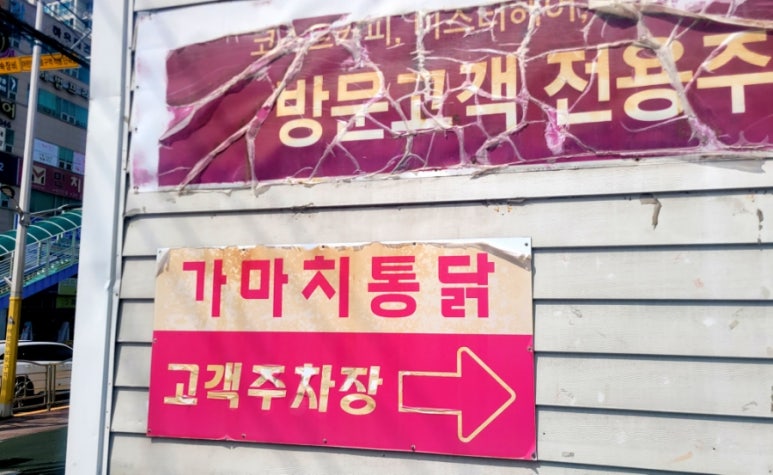 방문고객 전용주
가마치통닭
고객주차장